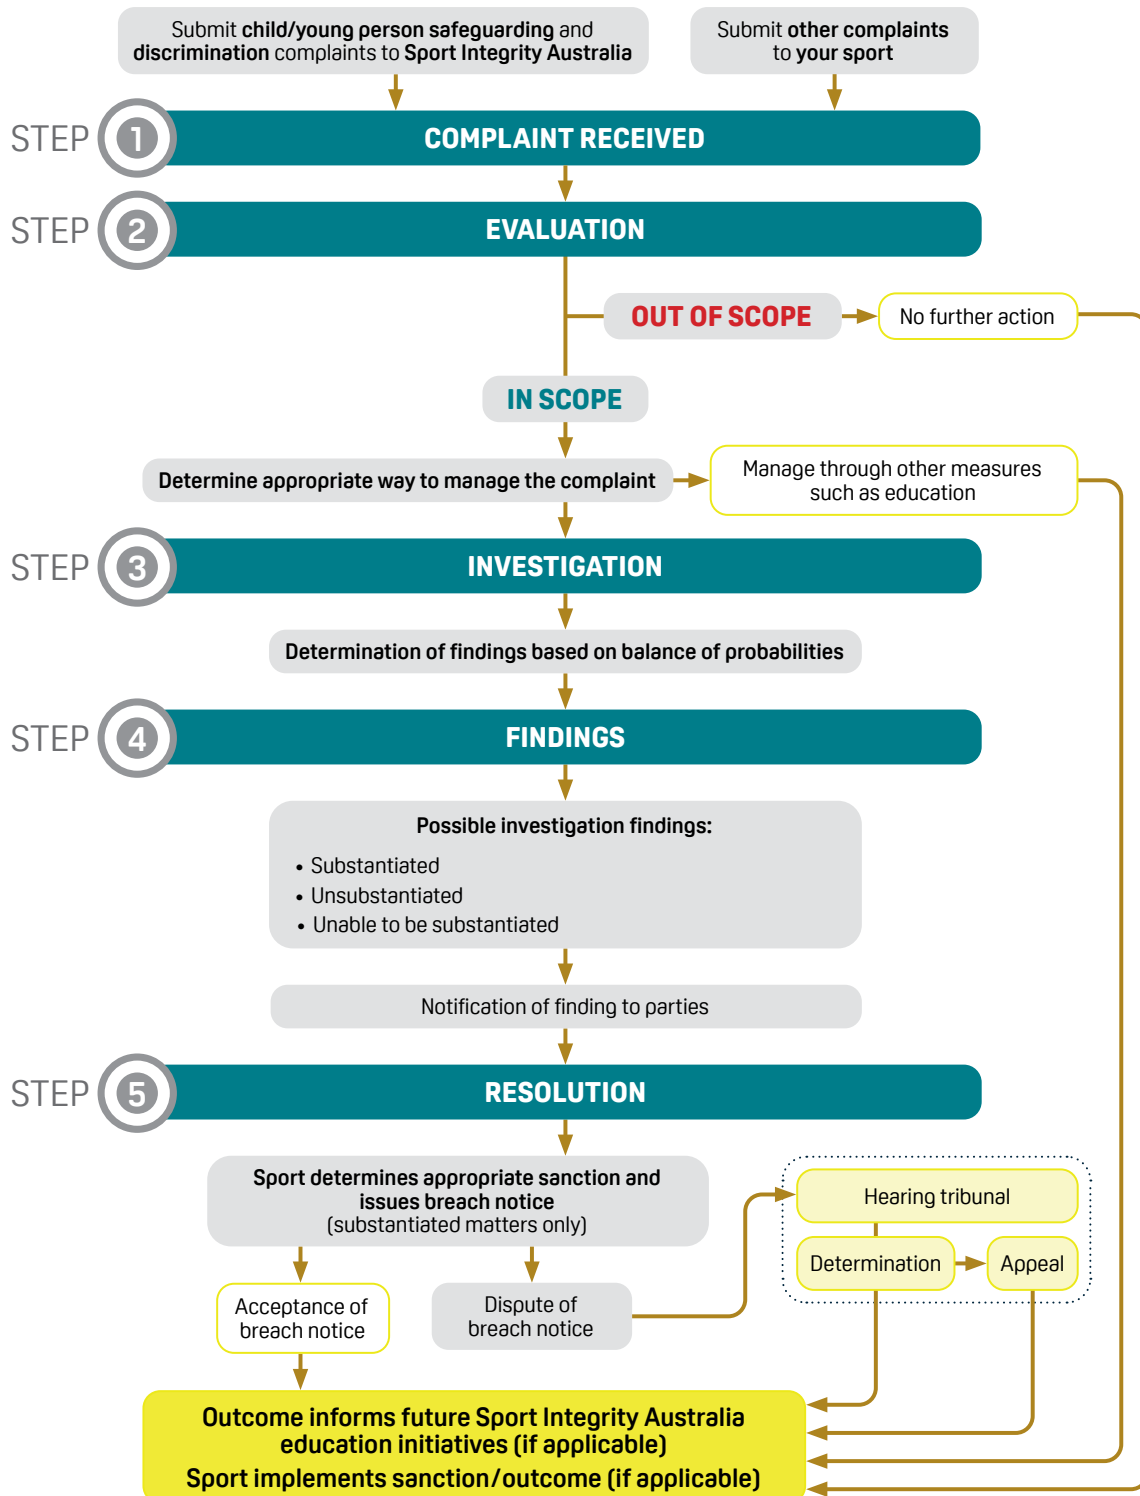 Submit child/young person safeguarding and
discrimination complaints to Sport Integrity Australia
Submit other complaints
to your sport
STEP 1
COMPLAINT RECEIVED
STEP 2
EVALUATION
OUT OF SCOPE
No further action
IN SCOPE
Determine appropriate way to manage the complaint
Manage through other measures
such as education
STEP 3
INVESTIGATION
Determination of findings based on balance of probabilities
STEP 4
FINDINGS
Possible investigation findings:
• Substantiated
• Unsubstantiated
• Unable to be substantiated
Notification of finding to parties
STEP 5
RESOLUTION
Sport determines appropriate sanction and
issues breach notice
(substantiated matters only)
Hearing tribunal
Determination
Appeal
Acceptance of
breach notice
Dispute of
breach notice
Outcome informs future Sport Integrity Australia
education initiatives (if applicable)
Sport implements sanction/outcome (if applicable)